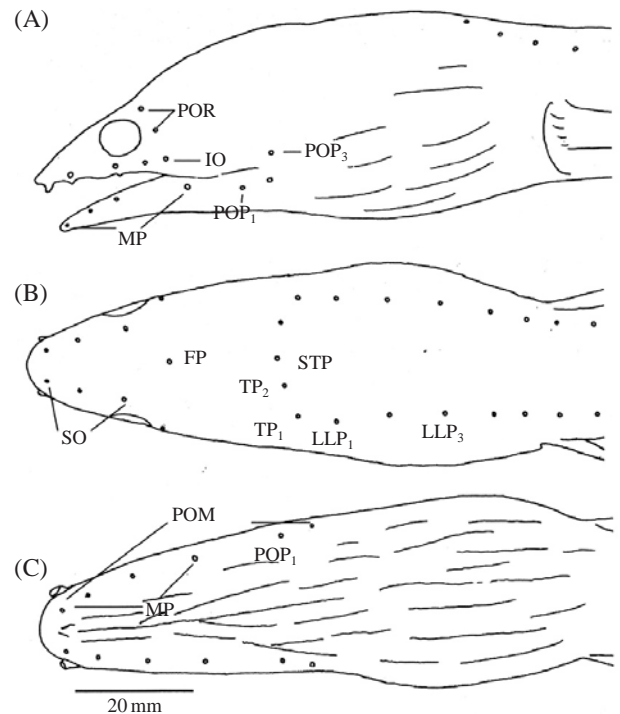 (A)
POR
IO
POP₃
POP₁
MP
(B)
FP
STP
TP₂
SO
TP₁ LLP₁ LLP₃
(C)
POM
POP₁
MP
20 mm